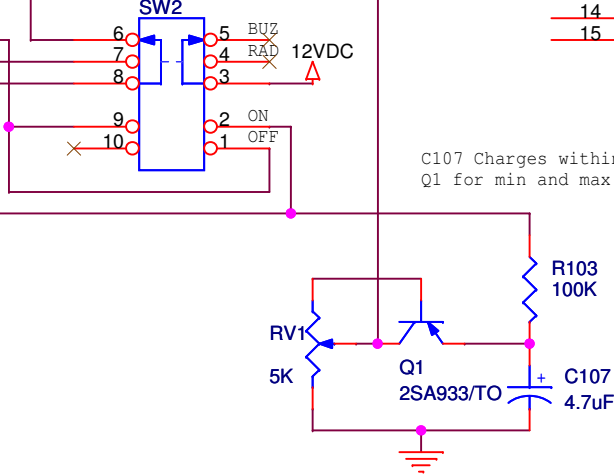 SW2
14
15
6
5
BUZ
7
4
RAD
12VDC
8
3
9
2
ON
10
1
OFF
C107 Charges within
Q1 for min and max
R103
100K
RV1
5K
Q1
2SA933/TO
+
C107
4.7uF